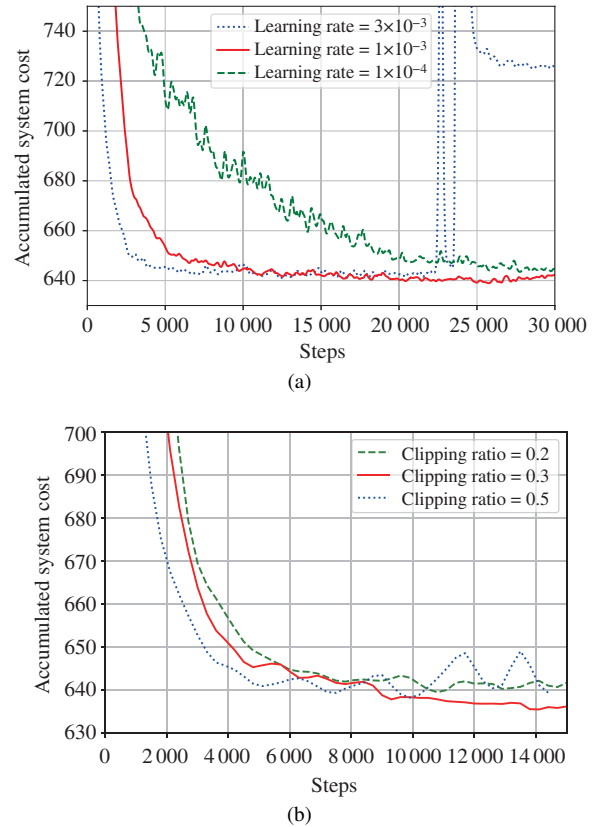 740
720
700
680
660
640
Accumulated system cost
Learning rate = 3×10⁻³
Learning rate = 1×10⁻³
Learning rate = 1×10⁻⁴
0 5 000 10 000 15 000 20 000 25 000 30 000
Steps
(a)
700
690
680
670
660
650
640
630
Accumulated system cost
Clipping ratio = 0.2
Clipping ratio = 0.3
Clipping ratio = 0.5
0 2 000 4 000 6 000 8 000 10 000 12 000 14 000
Steps
(b)